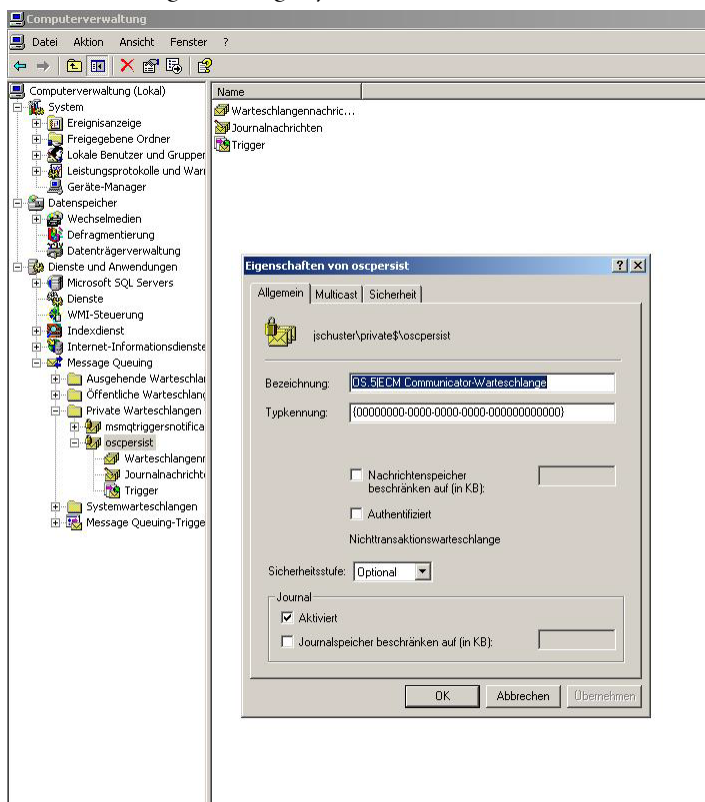 Computerverwaltung
Datei Aktion Ansicht Fenster ?
Computerverwaltung (Lokal)
System
Ereignisanzeige
Freigegebene Ordner
Lokale Benutzer und Gruppen
Leistungsprotokolle und Warn
Geräte-Manager
Datenspeicher
Wechselmedien
Defragmentierung
Datenträgerverwaltung
Dienste und Anwendungen
Microsoft SQL Servers
Dienste
WMI-Steuerung
Indexdienst
Internet-Informationsdienste
Message Queuing
Ausgehende Warteschlan
Öffentliche Warteschlang
Private Warteschlangen
msmqtriggersnotifica
oscpersist
Warteschlangenn
Journalnachrichte
Trigger
Systemwarteschlangen
Message Queuing-Trigge
Name
Warteschlangennachric...
Journalnachrichten
Trigger
Eigenschaften von oscpersist
Allgemein Multicast Sicherheit
jschuster\private$\oscpersist
Bezeichnung: OS.5|ECM Communicator-Warteschlange
Typkennung: {00000000-0000-0000-0000-000000000000}
Nachrichtenspeicher
beschränken auf (in KB):
Authentifiziert
Nichttransaktionswarteschlange
Sicherheitsstufe: Optional
Journal
Aktiviert
Journalspeicher beschränken auf (in KB):
OK Abbrechen Übernehmen